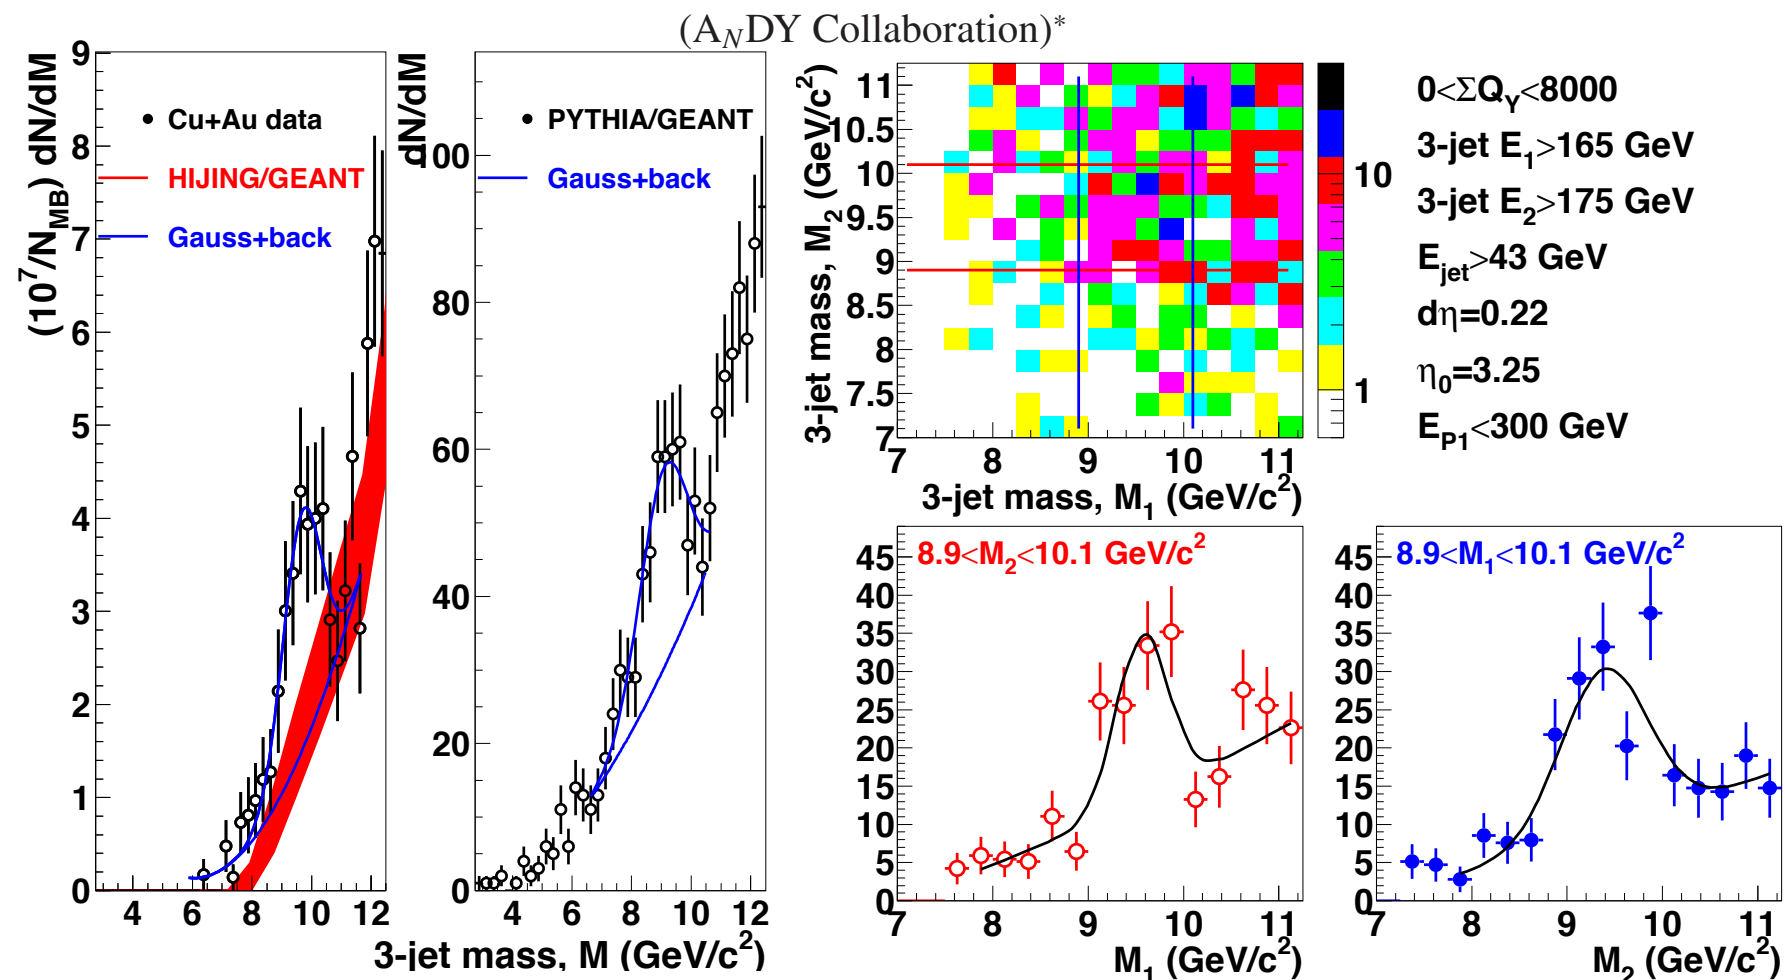 (A_NDY Collaboration)*
(10^7/N_MB) dN/dM
9
8
7
6
5
4
3
2
1
0
Cu+Au data
HIJING/GEANT
Gauss+back
4 6 8 10 12
dN/dM
100
80
60
40
20
0
PYTHIA/GEANT
Gauss+back
4 6 8 10 12
3-jet mass, M (GeV/c^2)
3-jet mass, M_2 (GeV/c^2)
11
10.5
10
9.5
9
8.5
8
7.5
7
7 8 9 10 11
3-jet mass, M_1 (GeV/c^2)
10
1
0<ΣQ_Y<8000
3-jet E_1>165 GeV
3-jet E_2>175 GeV
E_jet>43 GeV
dη=0.22
η_0=3.25
E_P1<300 GeV
8.9<M_2<10.1 GeV/c^2
45
40
35
30
25
20
15
10
5
0
7 8 9 10 11
M_1 (GeV/c^2)
8.9<M_1<10.1 GeV/c^2
45
40
35
30
25
20
15
10
5
0
7 8 9 10 11
M_2 (GeV/c^2)